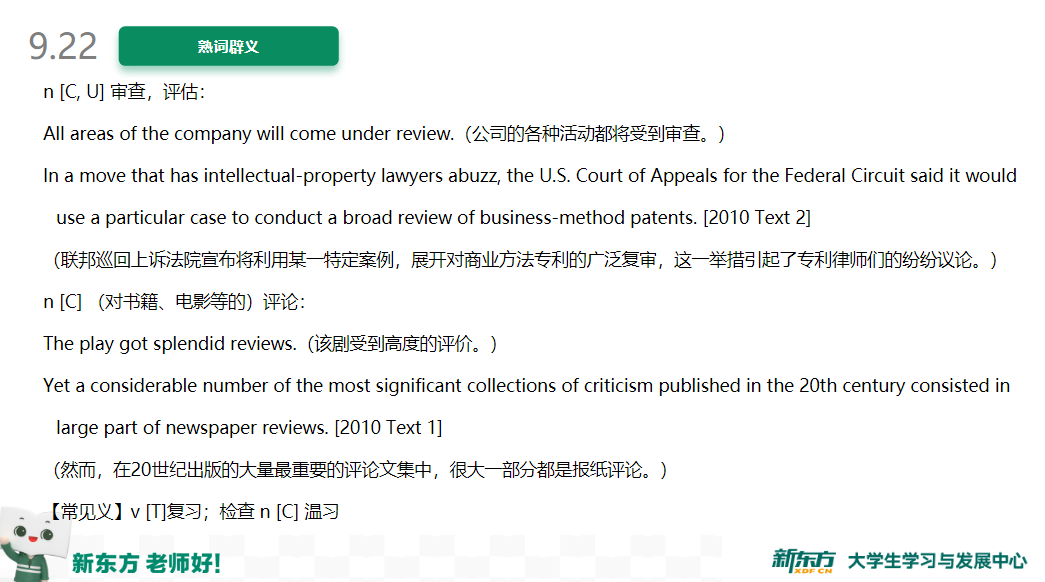 9.22
熟词辟义
n [C, U] 审查，评估：
All areas of the company will come under review.（公司的各种活动都将受到审查。）
In a move that has intellectual-property lawyers abuzz, the U.S. Court of Appeals for the Federal Circuit said it would
use a particular case to conduct a broad review of business-method patents. [2010 Text 2]
（联邦巡回上诉法院宣布将利用某一特定案例，展开对商业方法专利的广泛复审，这一举措引起了专利律师们的纷纷议论。）
n [C] （对书籍、电影等的）评论：
The play got splendid reviews.（该剧受到高度的评价。）
Yet a considerable number of the most significant collections of criticism published in the 20th century consisted in
large part of newspaper reviews. [2010 Text 1]
（然而，在20世纪出版的大量最重要的评论文集中，很大一部分都是报纸评论。）
【常见义】v [T]复习；检查 n [C] 温习
新东方 老师好！
新东方 XDF.CN 大学生学习与发展中心